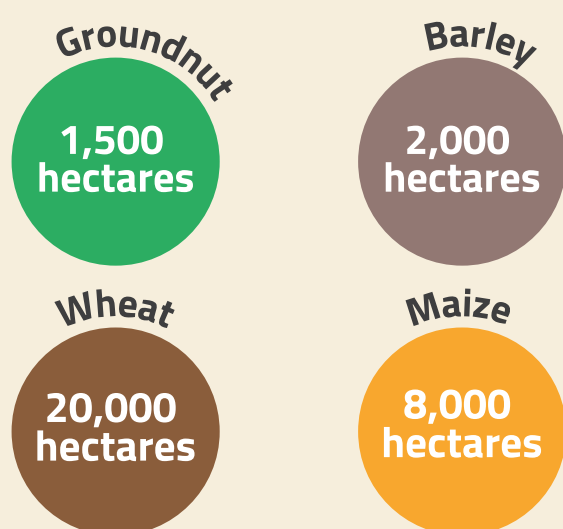 Groundnut
1,500
hectares
Barley
2,000
hectares
Wheat
20,000
hectares
Maize
8,000
hectares